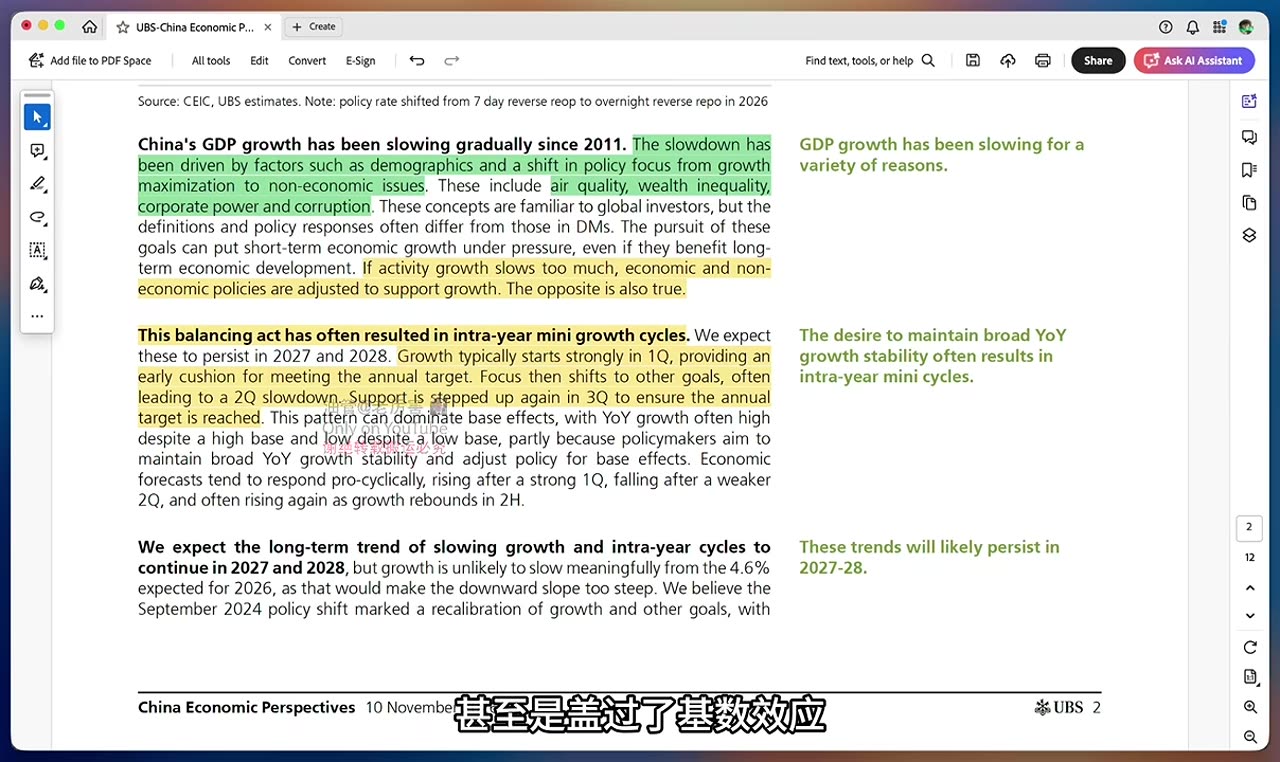 UBS-China Economic P...
Create
Add file to PDF Space
All tools
Edit
Convert
E-Sign
Find text, tools, or help
Share
Ask AI Assistant
Source: CEIC, UBS estimates. Note: policy rate shifted from 7 day reverse reop to overnight reverse repo in 2026
China's GDP growth has been slowing gradually since 2011. The slowdown has
been driven by factors such as demographics and a shift in policy focus from growth
maximization to non-economic issues. These include air quality, wealth inequality,
corporate power and corruption. These concepts are familiar to global investors, but the
definitions and policy responses often differ from those in DMs. The pursuit of these
goals can put short-term economic growth under pressure, even if they benefit long-
term economic development. If activity growth slows too much, economic and non-
economic policies are adjusted to support growth. The opposite is also true.
GDP growth has been slowing for a
variety of reasons.
This balancing act has often resulted in intra-year mini growth cycles. We expect
these to persist in 2027 and 2028. Growth typically starts strongly in 1Q, providing an
early cushion for meeting the annual target. Focus then shifts to other goals, often
leading to a 2Q slowdown. Support is stepped up again in 3Q to ensure the annual
target is reached. This pattern can dominate base effects, with YoY growth often high
despite a high base and low despite a low base, partly because policymakers aim to
maintain broad YoY growth stability and adjust policy for base effects. Economic
forecasts tend to respond pro-cyclically, rising after a strong 1Q, falling after a weaker
2Q, and often rising again as growth rebounds in 2H.
The desire to maintain broad YoY
growth stability often results in
intra-year mini cycles.
Only on YouTube
谢绝转载搬运必究
We expect the long-term trend of slowing growth and intra-year cycles to
continue in 2027 and 2028, but growth is unlikely to slow meaningfully from the 4.6%
expected for 2026, as that would make the downward slope too steep. We believe the
September 2024 policy shift marked a recalibration of growth and other goals, with
These trends will likely persist in
2027-28.
2
12
China Economic Perspectives 10 November
UBS 2
甚至是盖过了基数效应